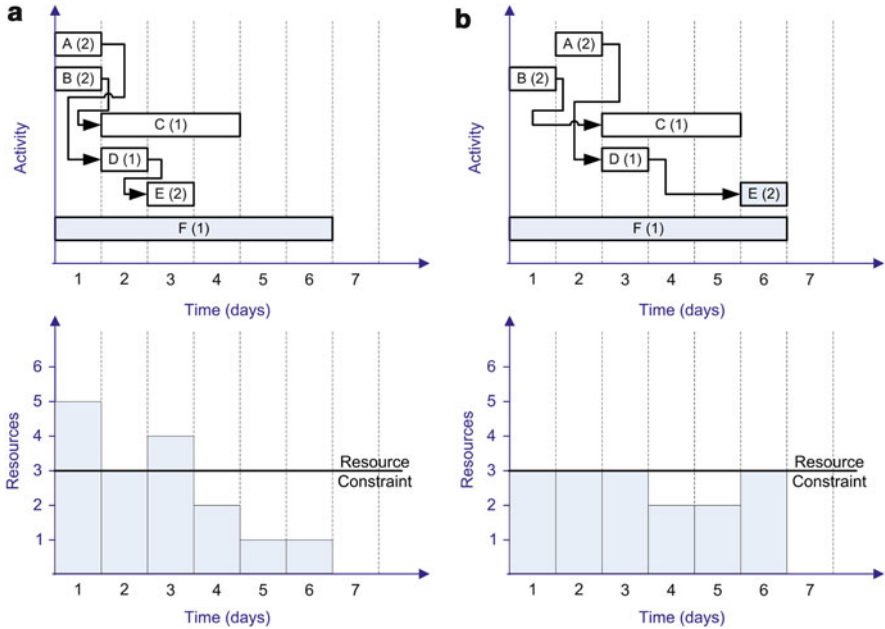 a
A (2)
B (2)
C (1)
D (1)
E (2)
F (1)
Activity
1 2 3 4 5 6 7
Time (days)
6
5
4
3
2
1
Resources
Resource
Constraint
1 2 3 4 5 6 7
Time (days)
b
A (2)
B (2)
C (1)
D (1)
E (2)
F (1)
Activity
1 2 3 4 5 6 7
Time (days)
6
5
4
3
2
1
Resources
Resource
Constraint
1 2 3 4 5 6 7
Time (days)